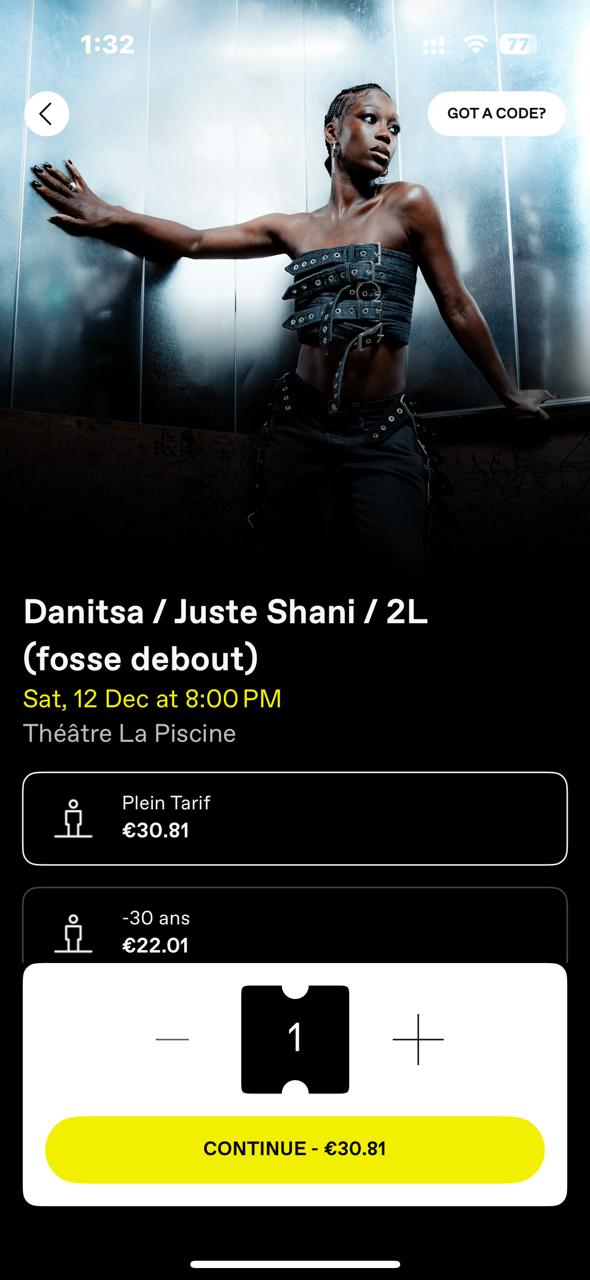 1:32
77
GOT A CODE?
Danitsa / Juste Shani / 2L
(fosse debout)
Sat, 12 Dec at 8:00 PM
Théâtre La Piscine
Plein Tarif
€30.81
-30 ans
€22.01
1
CONTINUE - €30.81